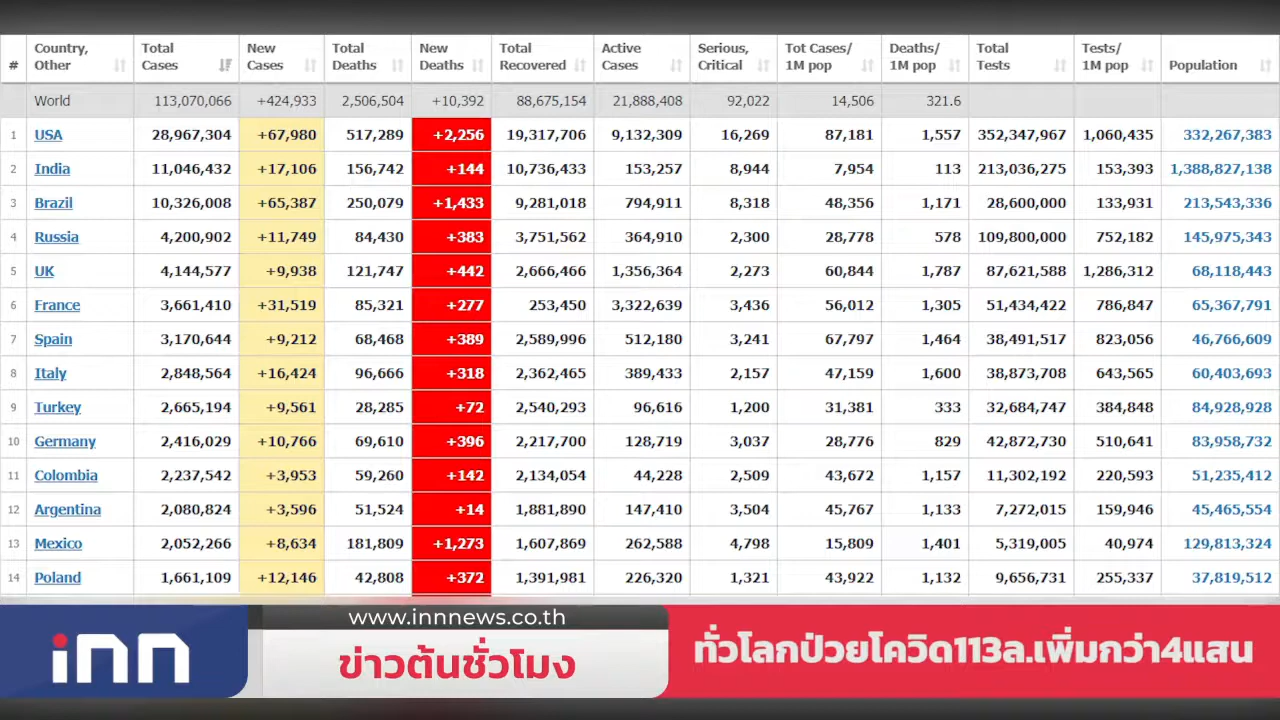 # Country, Other Total Cases New Cases Total Deaths New Deaths Total Recovered Active Cases Serious, Critical Tot Cases/ 1M pop Deaths/ 1M pop Total Tests Tests/ 1M pop Population
World 113,070,066 +424,933 2,506,504 +10,392 88,675,154 21,888,408 92,022 14,506 321.6
1 USA 28,967,304 +67,980 517,289 +2,256 19,317,706 9,132,309 16,269 87,181 1,557 352,347,967 1,060,435 332,267,383
2 India 11,046,432 +17,106 156,742 +144 10,736,433 153,257 8,944 7,954 113 213,036,275 153,393 1,388,827,138
3 Brazil 10,326,008 +65,387 250,079 +1,433 9,281,018 794,911 8,318 48,356 1,171 28,600,000 133,931 213,543,336
4 Russia 4,200,902 +11,749 84,430 +383 3,751,562 364,910 2,300 28,778 578 109,800,000 752,182 145,975,343
5 UK 4,144,577 +9,938 121,747 +442 2,666,466 1,356,364 2,273 60,844 1,787 87,621,588 1,286,312 68,118,443
6 France 3,661,410 +31,519 85,321 +277 253,450 3,322,639 3,436 56,012 1,305 51,434,422 786,847 65,367,791
7 Spain 3,170,644 +9,212 68,468 +389 2,589,996 512,180 3,241 67,797 1,464 38,491,517 823,056 46,766,609
8 Italy 2,848,564 +16,424 96,666 +318 2,362,465 389,433 2,157 47,159 1,600 38,873,708 643,565 60,403,693
9 Turkey 2,665,194 +9,561 28,285 +72 2,540,293 96,616 1,200 31,381 333 32,684,747 384,848 84,928,928
10 Germany 2,416,029 +10,766 69,610 +396 2,217,700 128,719 3,037 28,776 829 42,872,730 510,641 83,958,732
11 Colombia 2,237,542 +3,953 59,260 +142 2,134,054 44,228 2,509 43,672 1,157 11,302,192 220,593 51,235,412
12 Argentina 2,080,824 +3,596 51,524 +14 1,881,890 147,410 3,504 45,767 1,133 7,272,015 159,946 45,465,554
13 Mexico 2,052,266 +8,634 181,809 +1,273 1,607,869 262,588 4,798 15,809 1,401 5,319,005 40,974 129,813,324
14 Poland 1,661,109 +12,146 42,808 +372 1,391,981 226,320 1,321 43,922 1,132 9,656,731 255,337 37,819,512
inn
www.innnews.co.th
ข่าวต้นชั่วโมง
ทั่วโลกป่วยโควิด113ล.เพิ่มกว่า4แสน